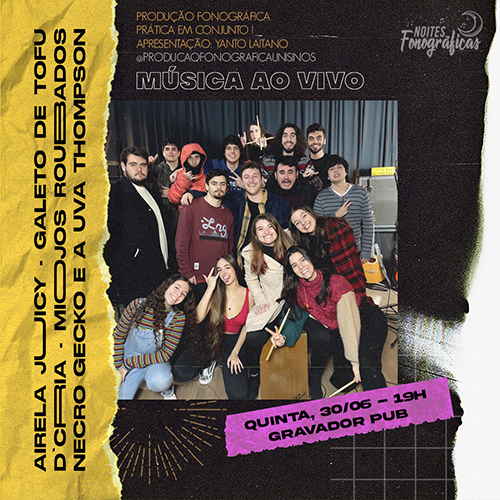 PRODUÇÃO FONOGRÁFICA
PRÁTICA EM CONJUNTO I
APRESENTAÇÃO: YANTO LAITANO
@PRODUCAOFONOGRAFICAUNISINOS
MÚSICA AO VIVO
NOITES
Fonográficas
AIRELA JUICY - GALETO DE TOFU
D'CRIA - MIOJOS ROUBADOS
NECRO GECKO E A UVA THOMPSON
QUINTA, 30/06 – 19H
GRAVADOR PUB